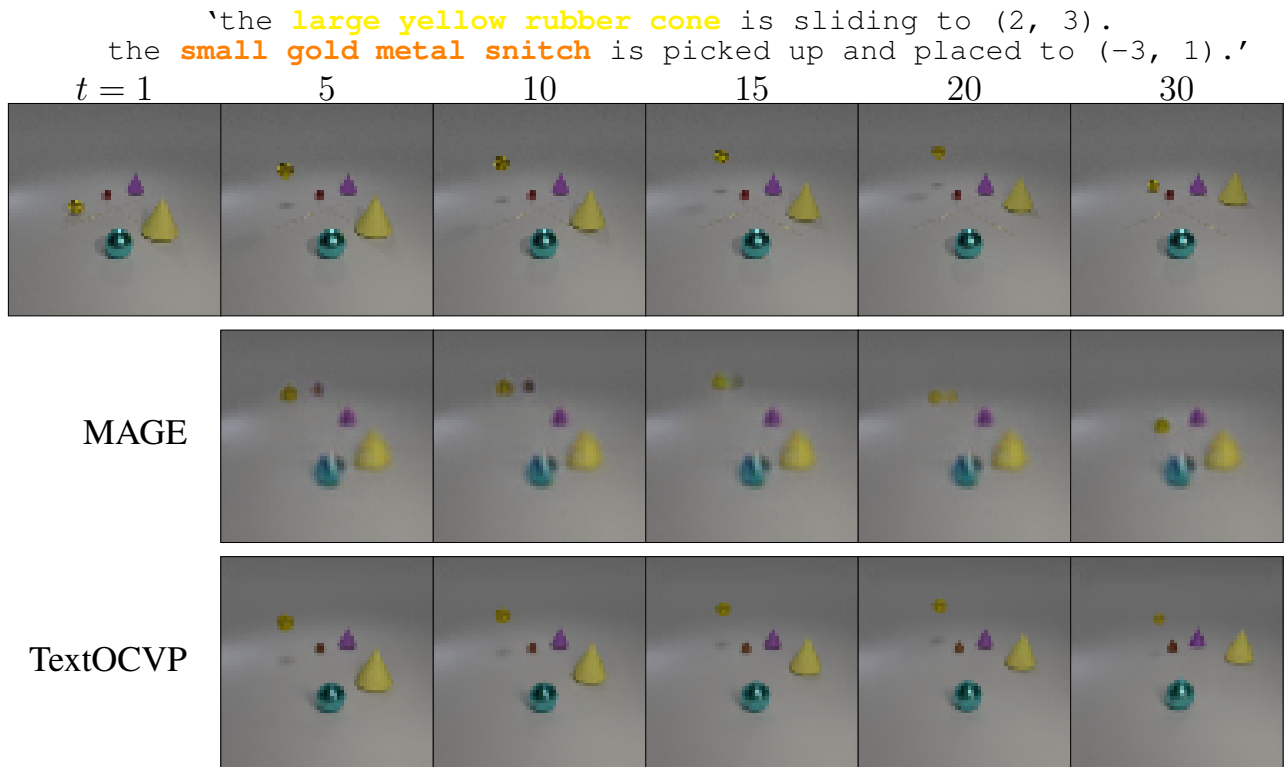 ‘the large yellow rubber cone is sliding to (2, 3).
the small gold metal snitch is picked up and placed to (-3, 1).’
t = 1 5 10 15 20 30
MAGE
TextOCVP